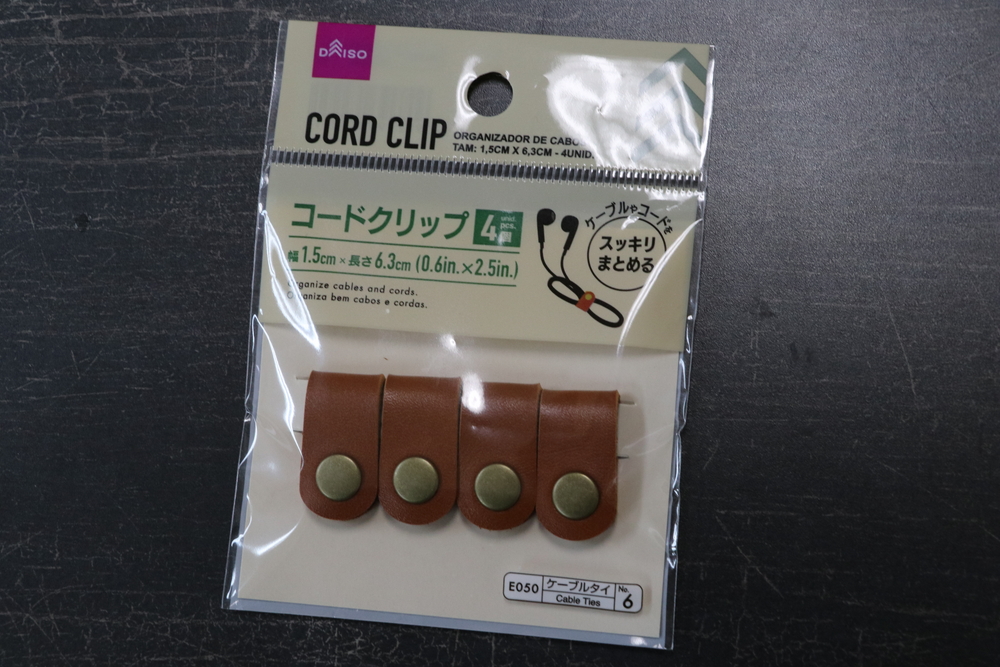 DAISO
CORD CLIP
ORGANIZADOR DE
TAM: 1,5CM X 6,3CM - 4UNID.
コードクリップ 4個
unid.
pcs.
幅1.5cm × 長さ6.3cm (0.6in.×2.5in.)
organize cables and cords.
bem cabos e cordas.
ケーブルやコードを
スッキリ
まとめる
E050 ケーブルタイ No. 6
Cable Ties